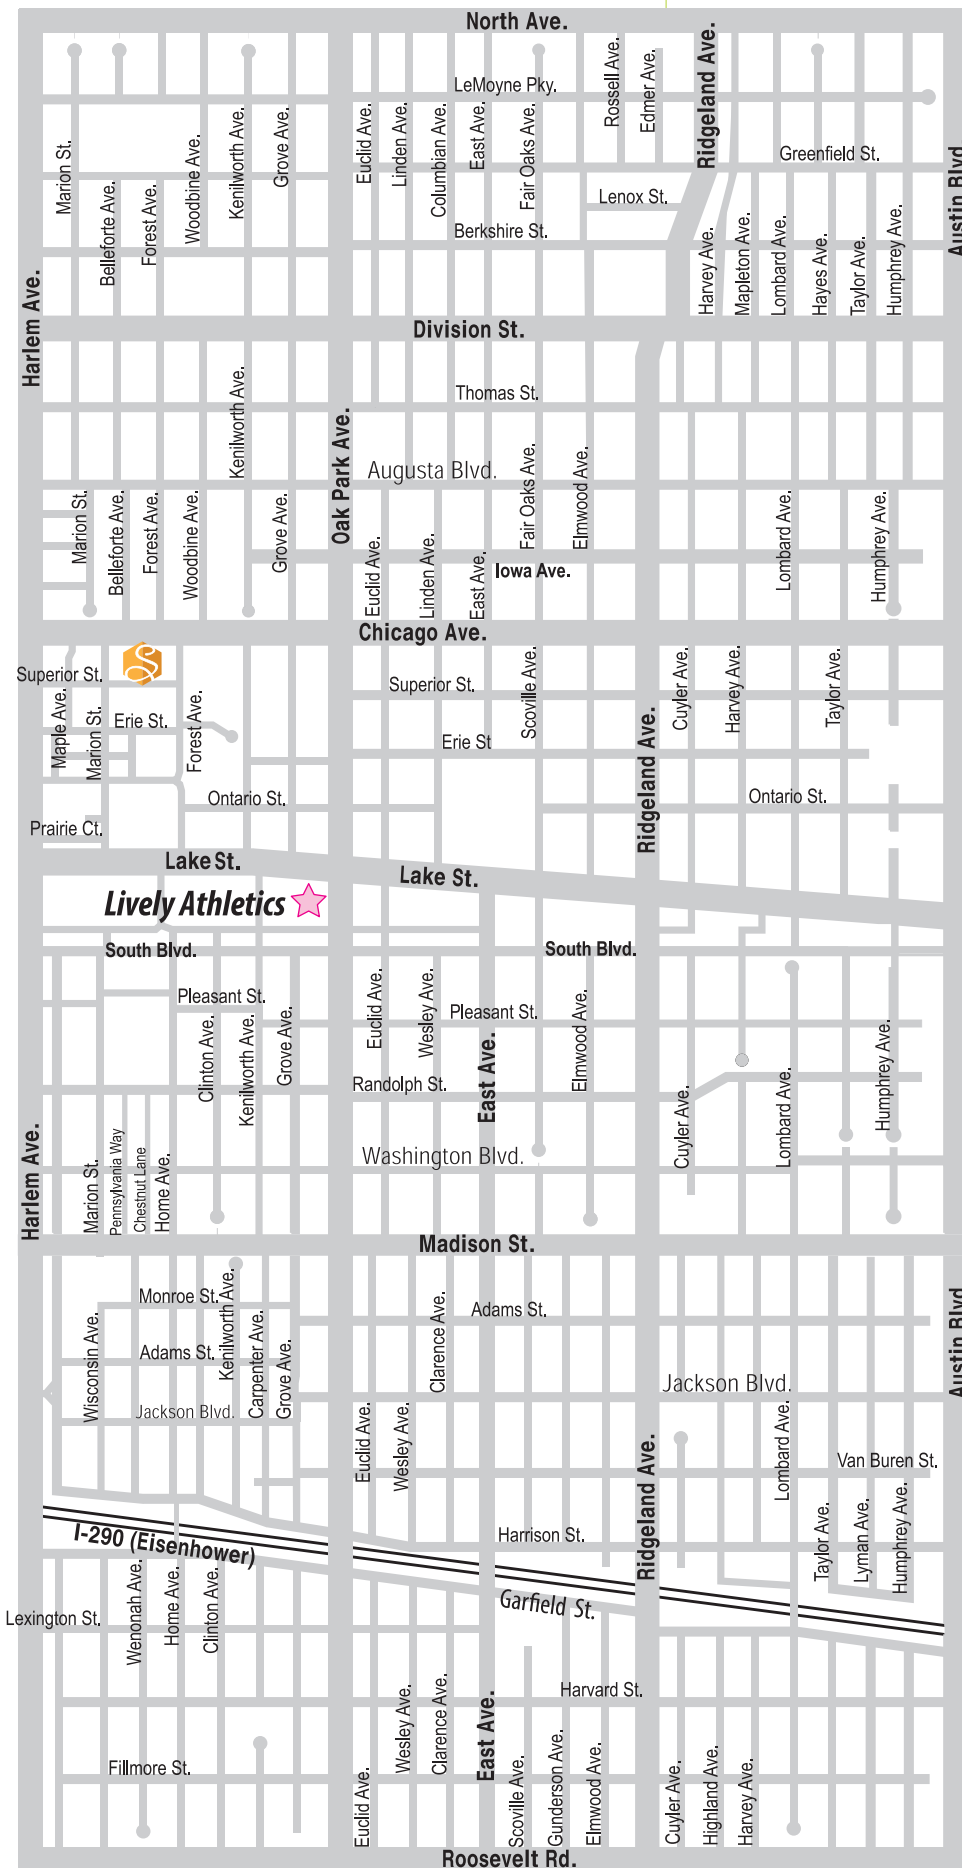 North Ave.
LeMoyne Pky.
Rossell Ave.
Edmer Ave.
Ridgeland Ave.
Marion St.
Belleforte Ave.
Forest Ave.
Woodbine Ave.
Kenilworth Ave.
Grove Ave.
Euclid Ave.
Linden Ave.
Columbian Ave.
East Ave.
Fair Oaks Ave.
Greenfield St.
Austin Blvd.
Lenox St.
Berkshire St.
Harvey Ave.
Mapleton Ave.
Lombard Ave.
Hayes Ave.
Taylor Ave.
Humphrey Ave.
Harlem Ave.
Division St.
Thomas St.
Kenilworth Ave.
Oak Park Ave.
Augusta Blvd.
Fair Oaks Ave.
Elmwood Ave.
Marion St.
Belleforte Ave.
Forest Ave.
Woodbine Ave.
Grove Ave.
Euclid Ave.
Linden Ave.
East Ave.
Iowa Ave.
Lombard Ave.
Humphrey Ave.
Chicago Ave.
Superior St.
Superior St.
Scoville Ave.
Cuyler Ave.
Harvey Ave.
Taylor Ave.
Maple Ave.
Marion St.
Erie St.
Forest Ave.
Erie St
Ridgeland Ave.
Ontario St.
Ontario St.
Prairie Ct.
Lake St.
Lake St.
Lively Athletics
South Blvd.
South Blvd.
Pleasant St.
Pleasant St.
Clinton Ave.
Kenilworth Ave.
Grove Ave.
Euclid Ave.
Wesley Ave.
East Ave.
Elmwood Ave.
Randolph St.
Cuyler Ave.
Lombard Ave.
Humphrey Ave.
Harlem Ave.
Marion St.
Pennsylvania Way
Chestnut Lane
Home Ave.
Washington Blvd.
Madison St.
Monroe St.
Kenilworth Ave.
Adams St.
Clarence Ave.
Austin Blvd.
Wisconsin Ave.
Adams St.
Carpenter Ave.
Grove Ave.
Jackson Blvd.
Jackson Blvd.
Euclid Ave.
Wesley Ave.
Ridgeland Ave.
Lombard Ave.
Van Buren St.
Taylor Ave.
Lyman Ave.
Humphrey Ave.
I-290 (Eisenhower)
Harrison St.
Garfield St.
Lexington St.
Wenonah Ave.
Home Ave.
Clinton Ave.
Harvard St.
Wesley Ave.
Clarence Ave.
East Ave.
Fillmore St.
Euclid Ave.
Scoville Ave.
Gunderson Ave.
Elmwood Ave.
Cuyler Ave.
Highland Ave.
Harvey Ave.
Roosevelt Rd.